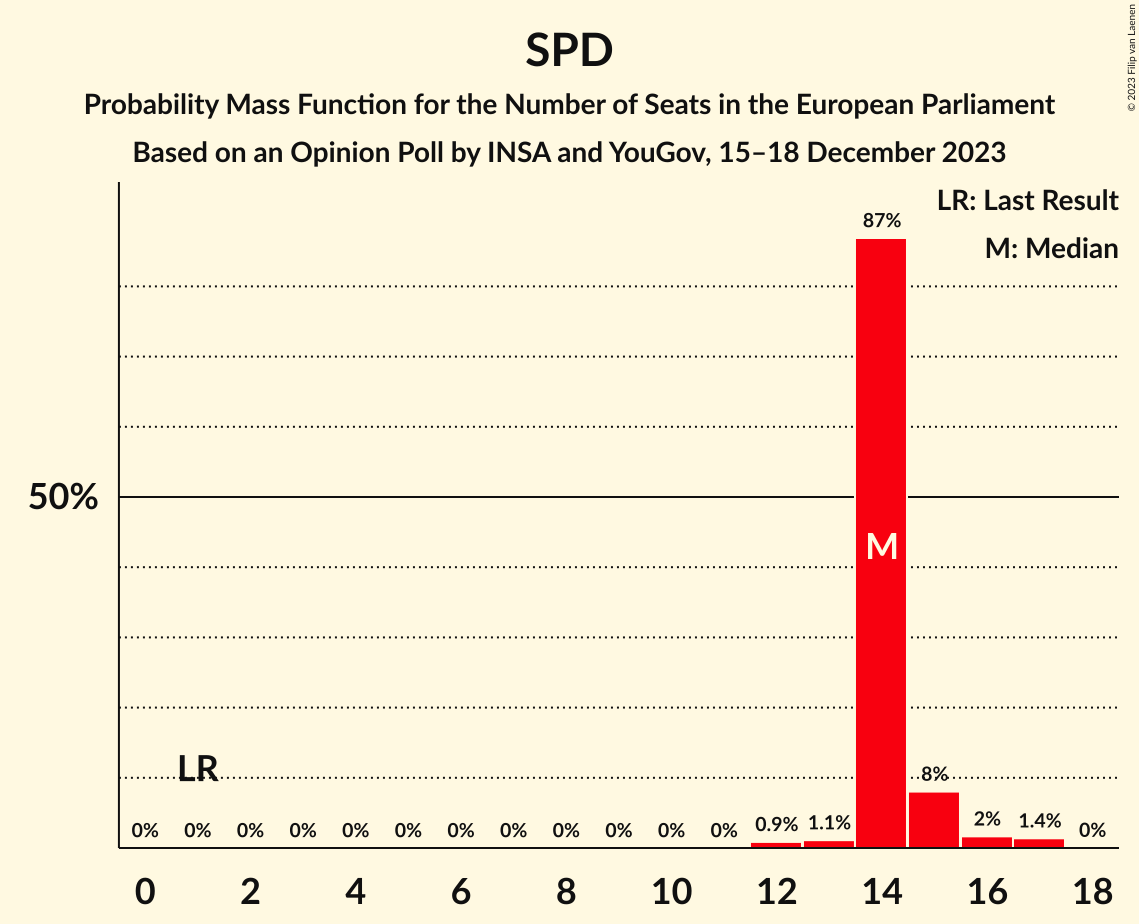 SPD
Probability Mass Function for the Number of Seats in the European Parliament
Based on an Opinion Poll by INSA and YouGov, 15–18 December 2023
© 2023 Filip van Laenen
LR: Last Result
M: Median
87%
50%
M
LR
8%
0% 0% 0% 0% 0% 0% 0% 0% 0% 0% 0% 0% 0.9% 1.1% 2% 1.4% 0%
0 2 4 6 8 10 12 14 16 18